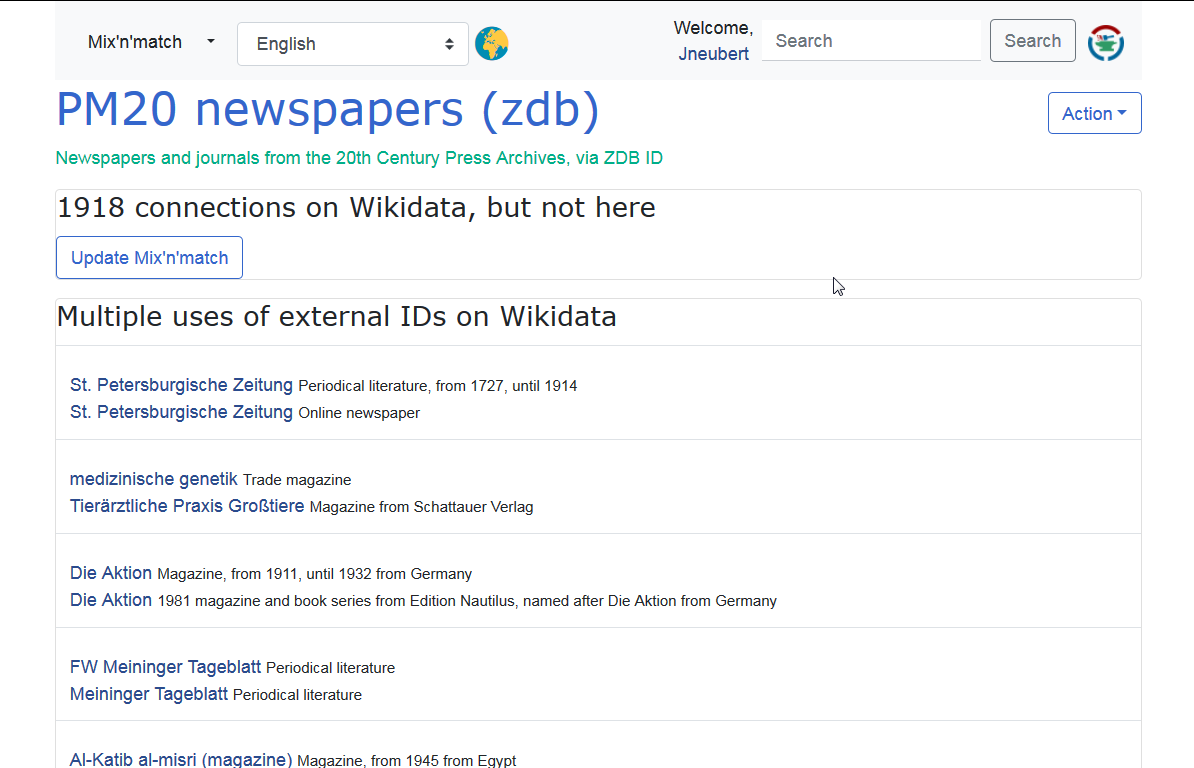 Mix'n'match
English
Welcome,
Jneubert
Search
Search
PM20 newspapers (zdb)
Action
Newspapers and journals from the 20th Century Press Archives, via ZDB ID
1918 connections on Wikidata, but not here
Update Mix'n'match
Multiple uses of external IDs on Wikidata
St. Petersburgische Zeitung Periodical literature, from 1727, until 1914
St. Petersburgische Zeitung Online newspaper
medizinische genetik Trade magazine
Tierärztliche Praxis Großtiere Magazine from Schattauer Verlag
Die Aktion Magazine, from 1911, until 1932 from Germany
Die Aktion 1981 magazine and book series from Edition Nautilus, named after Die Aktion from Germany
FW Meininger Tageblatt Periodical literature
Meininger Tageblatt Periodical literature
Al-Katib al-misri (magazine) Magazine, from 1945 from Egypt